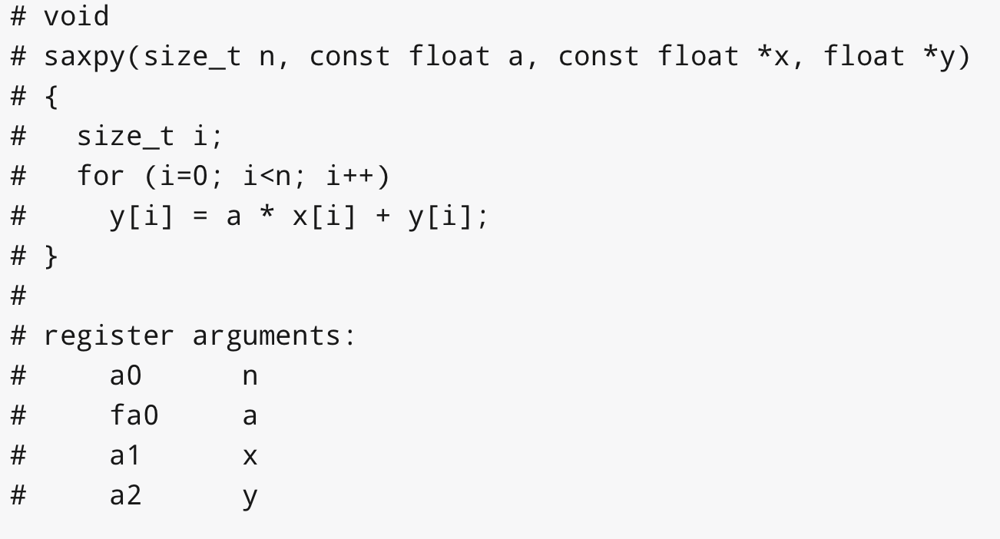 # void
# saxpy(size_t n, const float a, const float *x, float *y)
# {
#   size_t i;
#   for (i=0; i<n; i++)
#     y[i] = a * x[i] + y[i];
# }
#
# register arguments:
#     a0      n
#     fa0     a
#     a1      x
#     a2      y